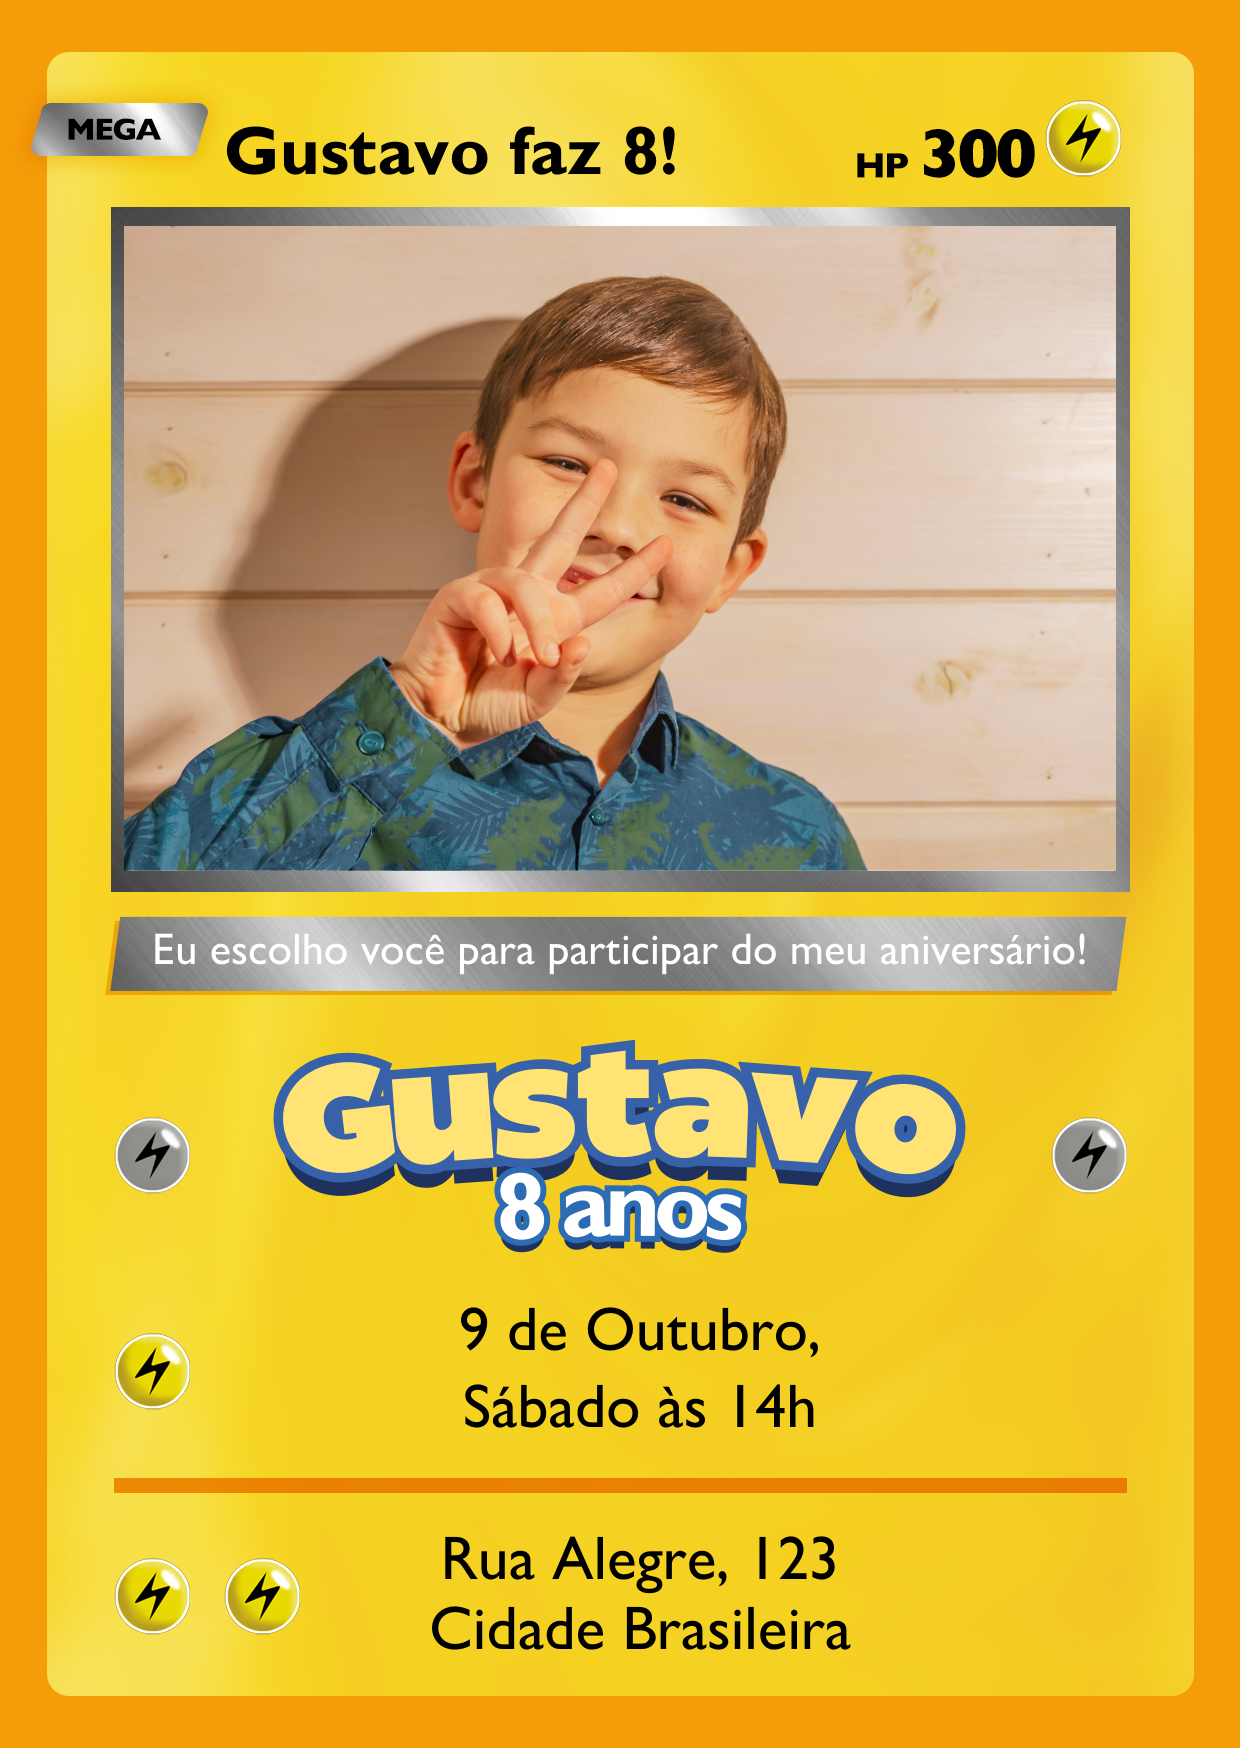 MEGA
Gustavo faz 8!
HP 300
Eu escolho você para participar do meu aniversário!
Gustavo
8 anos
9 de Outubro,
Sábado às 14h
Rua Alegre, 123
Cidade Brasileira